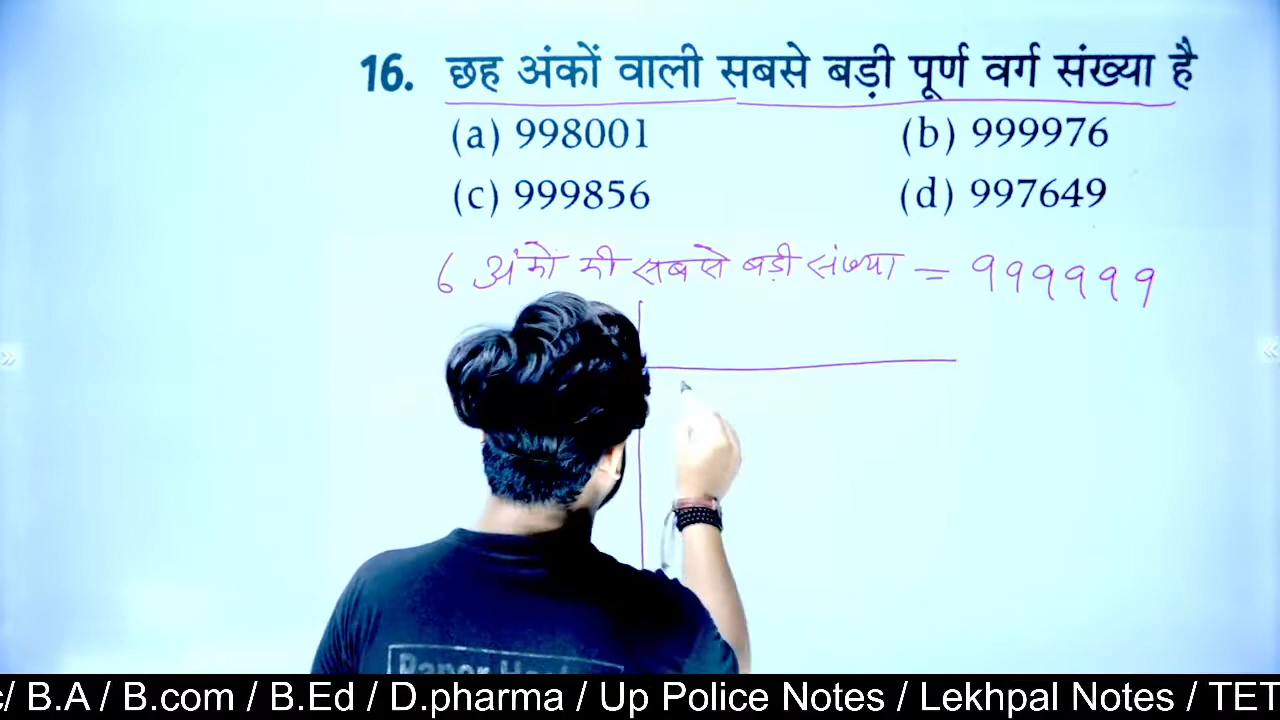 16. छह अंकों वाली सबसे बड़ी पूर्ण वर्ग संख्या है
(a) 998001 (b) 999976
(c) 999856 (d) 997649
6 अंकों की सबसे बड़ी संख्या = 999999
/ B.A / B.com / B.Ed / D.pharma / Up Police Notes / Lekhpal Notes / TET